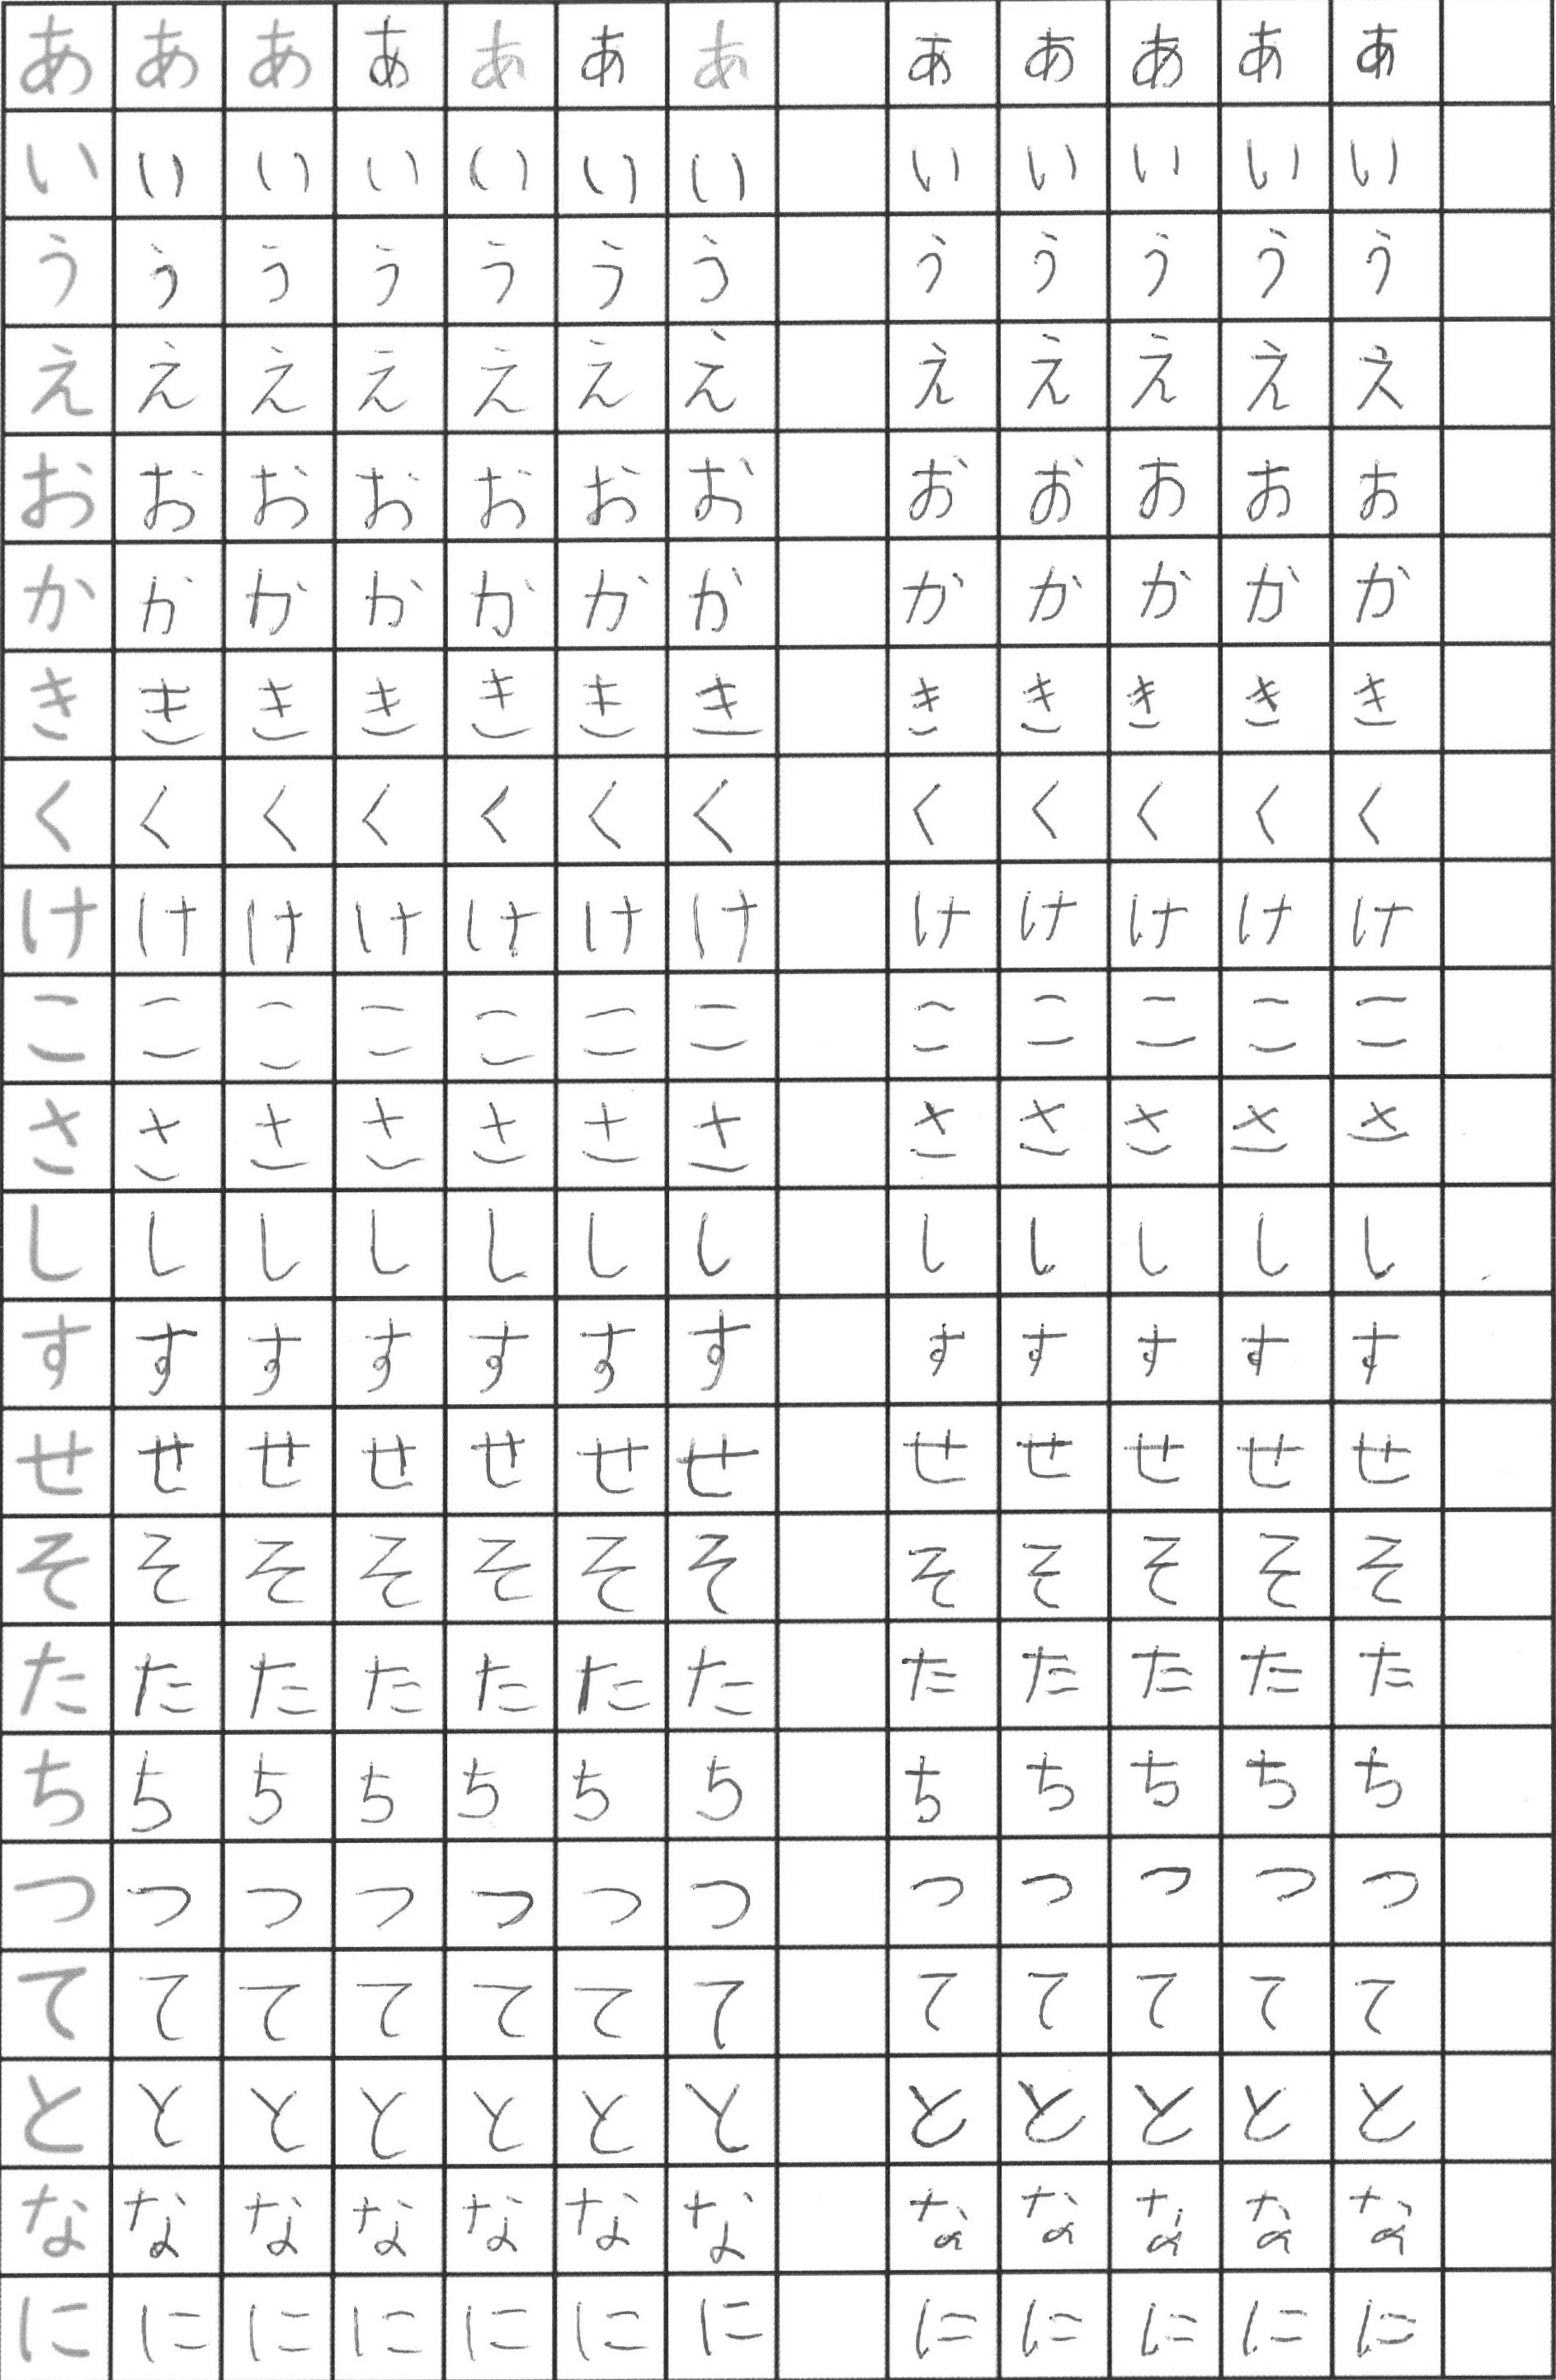 あ あ あ あ あ あ あ あ あ あ あ あ
い い い い い い い い い い い い
う う う う う う う う う う う う
え え え え え え え え え え え え
お お お お お お お お お お お お
か か か か か か か か か か か か
き き き き き き き き き き き き
く く く く く く く く く く く く
け け け け け け け け け け け け
こ こ こ こ こ こ こ こ こ こ こ こ
さ さ さ さ さ さ さ さ さ さ さ さ
し し し し し し し し し し し し
す す す す す す す す す す す す
せ せ せ せ せ せ せ せ せ せ せ せ
そ そ そ そ そ そ そ そ そ そ そ そ
た た た た た た た た た た た た
ち ち ち ち ち ち ち ち ち ち ち ち
つ つ つ つ つ つ つ つ つ つ つ つ
て て て て て て て て て て て て
と と と と と と と と と と と と
な な な な な な な な な な な な
に に に に に に に に に に に に